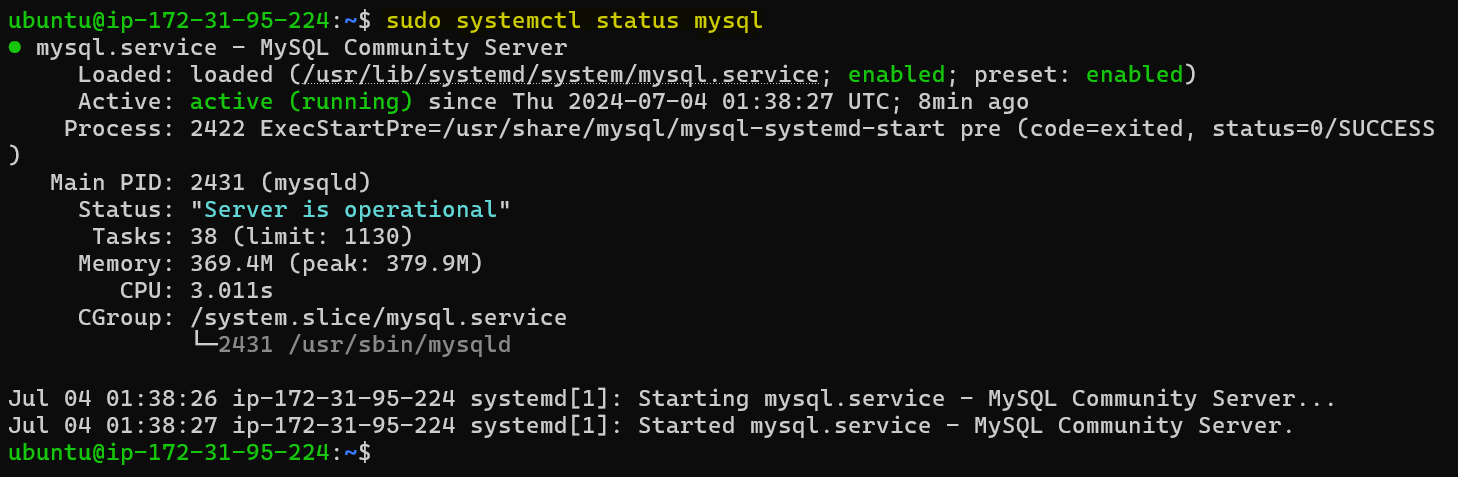 ubuntu@ip-172-31-95-224:~$ sudo systemctl status mysql
● mysql.service - MySQL Community Server
     Loaded: loaded (/usr/lib/systemd/system/mysql.service; enabled; preset: enabled)
     Active: active (running) since Thu 2024-07-04 01:38:27 UTC; 8min ago
    Process: 2422 ExecStartPre=/usr/share/mysql/mysql-systemd-start pre (code=exited, status=0/SUCCESS
)
   Main PID: 2431 (mysqld)
     Status: "Server is operational"
      Tasks: 38 (limit: 1130)
     Memory: 369.4M (peak: 379.9M)
        CPU: 3.011s
     CGroup: /system.slice/mysql.service
             └─2431 /usr/sbin/mysqld

Jul 04 01:38:26 ip-172-31-95-224 systemd[1]: Starting mysql.service - MySQL Community Server...
Jul 04 01:38:27 ip-172-31-95-224 systemd[1]: Started mysql.service - MySQL Community Server.
ubuntu@ip-172-31-95-224:~$